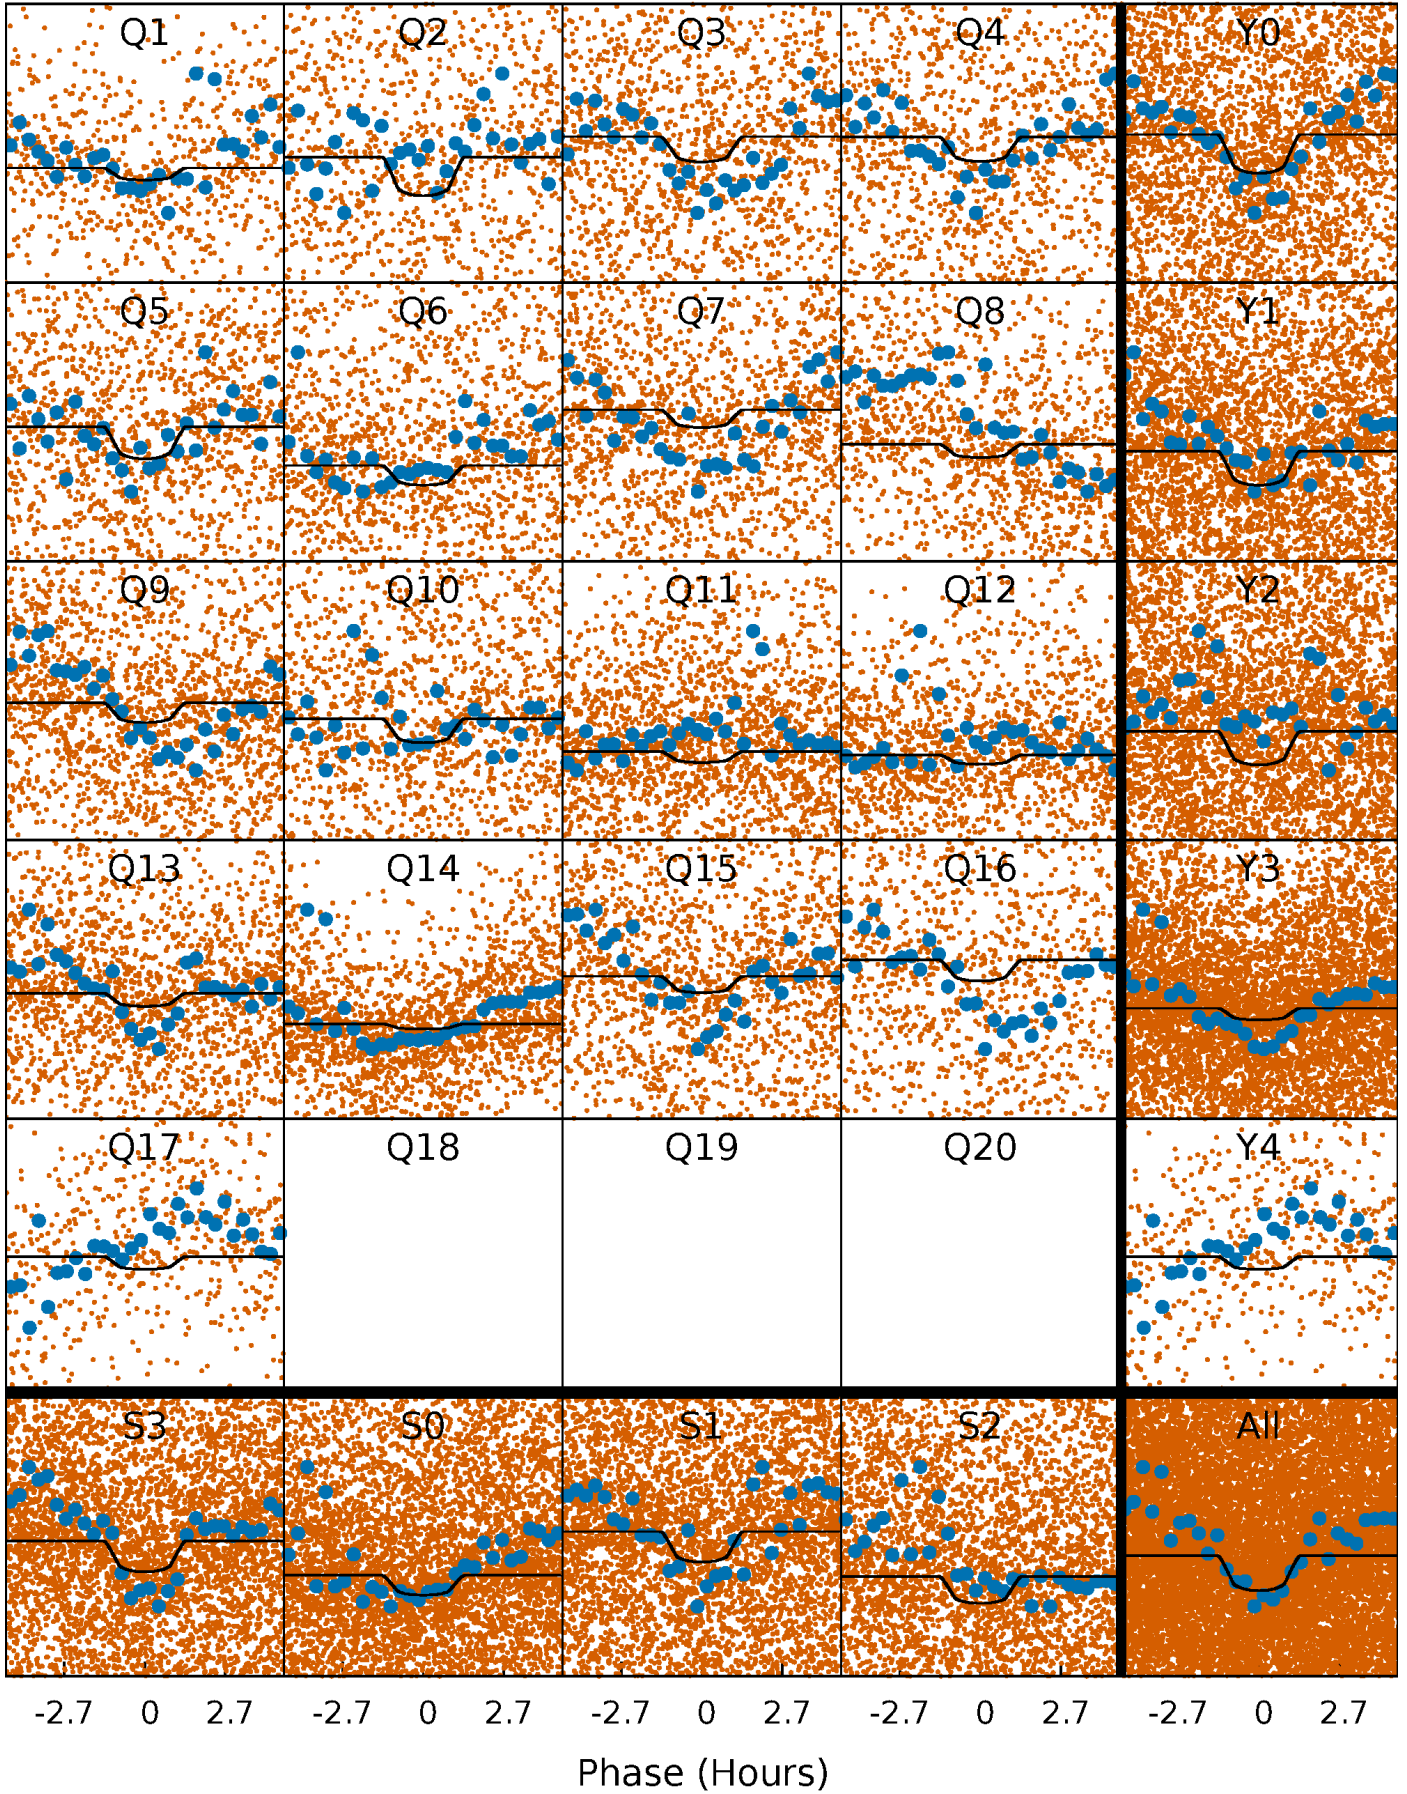 Q1 Q2 Q3 Q4 Y0
Q5 Q6 Q7 Q8 Y1
Q9 Q10 Q11 Q12 Y2
Q13 Q14 Q15 Q16 Y3
Q17 Q18 Q19 Q20 Y4
S3 S0 S1 S2 All
-2.7 0 2.7 -2.7 0 2.7 -2.7 0 2.7 -2.7 0 2.7 -2.7 0 2.7
Phase (Hours)